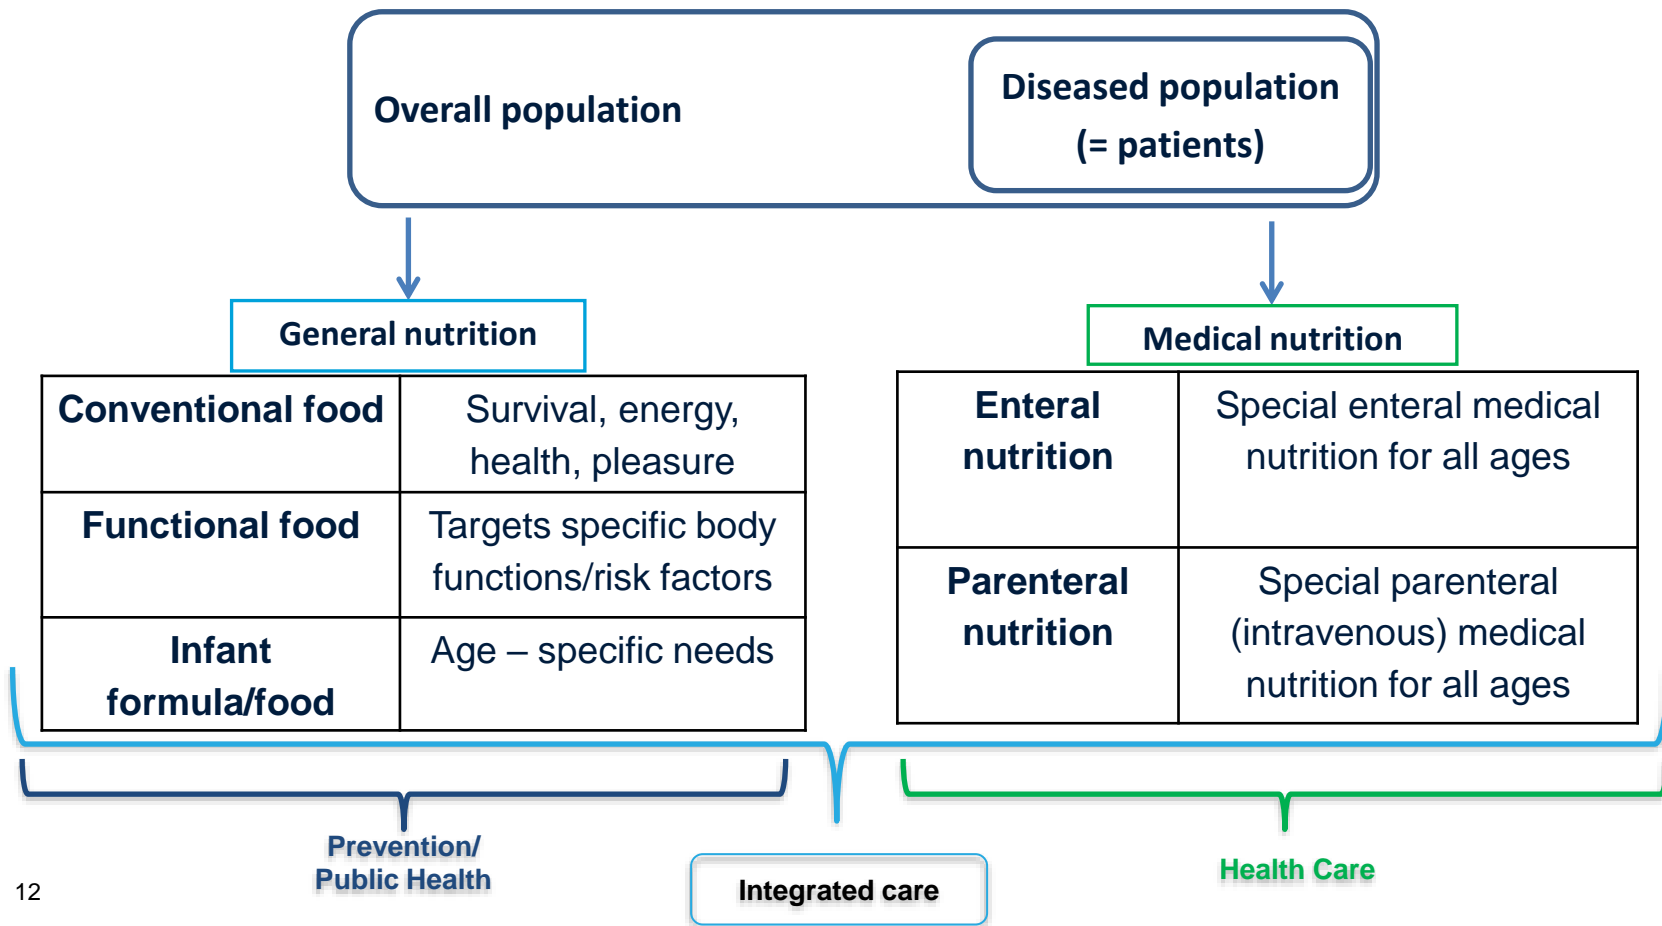 Overall population
Diseased population
(= patients)
General nutrition
Conventional food
Survival, energy,
health, pleasure
Functional food
Targets specific body
functions/risk factors
Infant
formula/food
Age – specific needs
Medical nutrition
Enteral
nutrition
Special enteral medical
nutrition for all ages
Parenteral
nutrition
Special parenteral
(intravenous) medical
nutrition for all ages
Prevention/
Public Health
Integrated care
Health Care
12